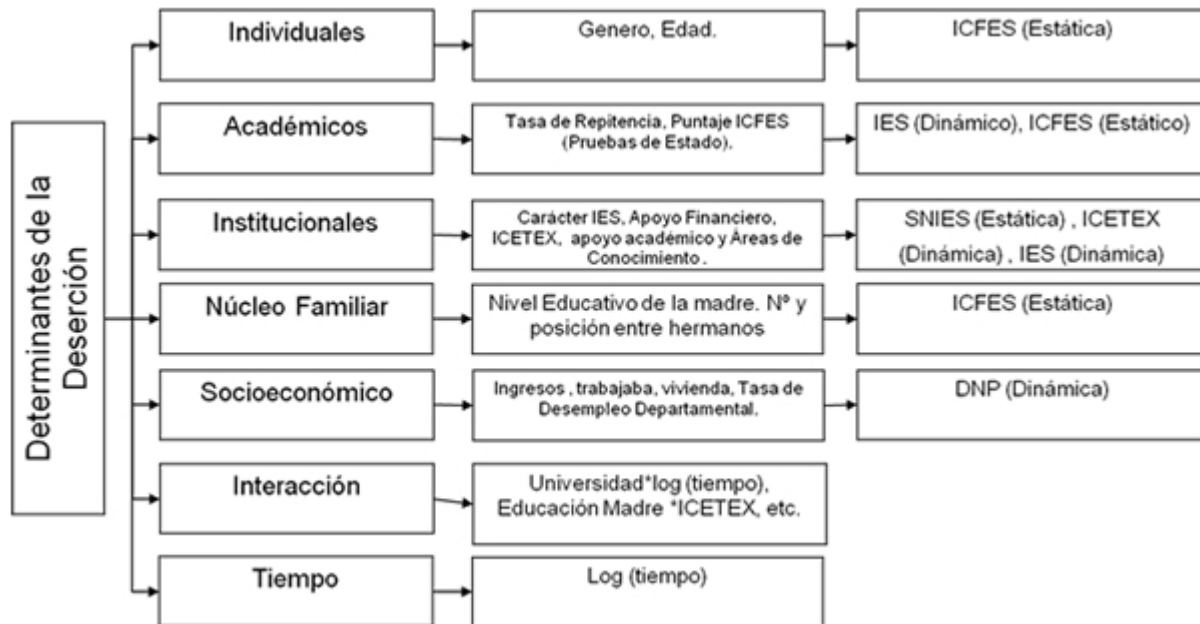 Determinantes de la
Deserción
Individuales
Genero, Edad.
ICFES (Estática)
Académicos
Tasa de Repitencia, Puntaje ICFES
(Pruebas de Estado).
IES (Dinámico), ICFES (Estático)
Institucionales
Carácter IES, Apoyo Financiero,
ICETEX, apoyo académico y Áreas de
Conocimiento .
SNIES (Estática) , ICETEX
(Dinámica) , IES (Dinámica)
Núcleo Familiar
Nivel Educativo de la madre. Nº y
posición entre hermanos
ICFES (Estática)
Socioeconómico
Ingresos , trabajaba, vivienda, Tasa de
Desempleo Departamental.
DNP (Dinámica)
Interacción
Universidad*log (tiempo),
Educación Madre *ICETEX, etc.
Tiempo
Log (tiempo)